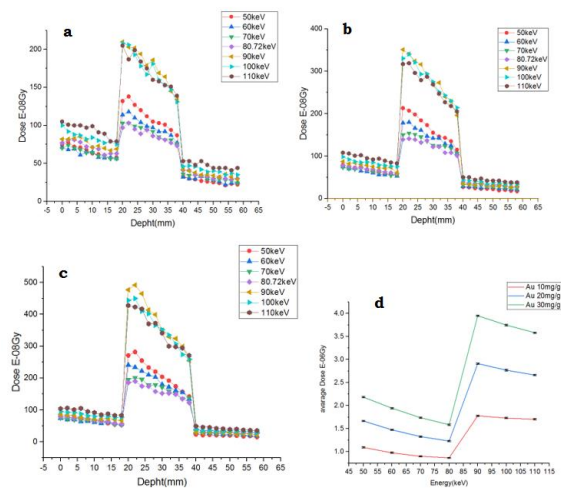 a
50keV
60keV
70keV
80.72keV
90keV
100keV
110keV
200
150
100
50
0
Dose E-08Gy
0 5 10 15 20 25 30 35 40 45 50 55 60 65
Depht(mm)
b
50keV
60keV
70keV
80.72keV
90keV
100keV
110keV
400
300
200
100
0
Dose E-08Gy
0 5 10 15 20 25 30 35 40 45 50 55 60 65
Depht(mm)
c
50keV
60keV
70keV
80.72keV
90keV
100keV
110keV
500
400
300
200
100
0
Dose E-08Gy
0 5 10 15 20 25 30 35 40 45 50 55 60 65
Depht(mm)
d
Au 10mg/g
Au 20mg/g
Au 30mg/g
4.0
3.5
3.0
2.5
2.0
1.5
1.0
avarage Dose E-06Gy
45 50 55 60 65 70 75 80 85 90 95 100 105 110 115
Energy(keV)